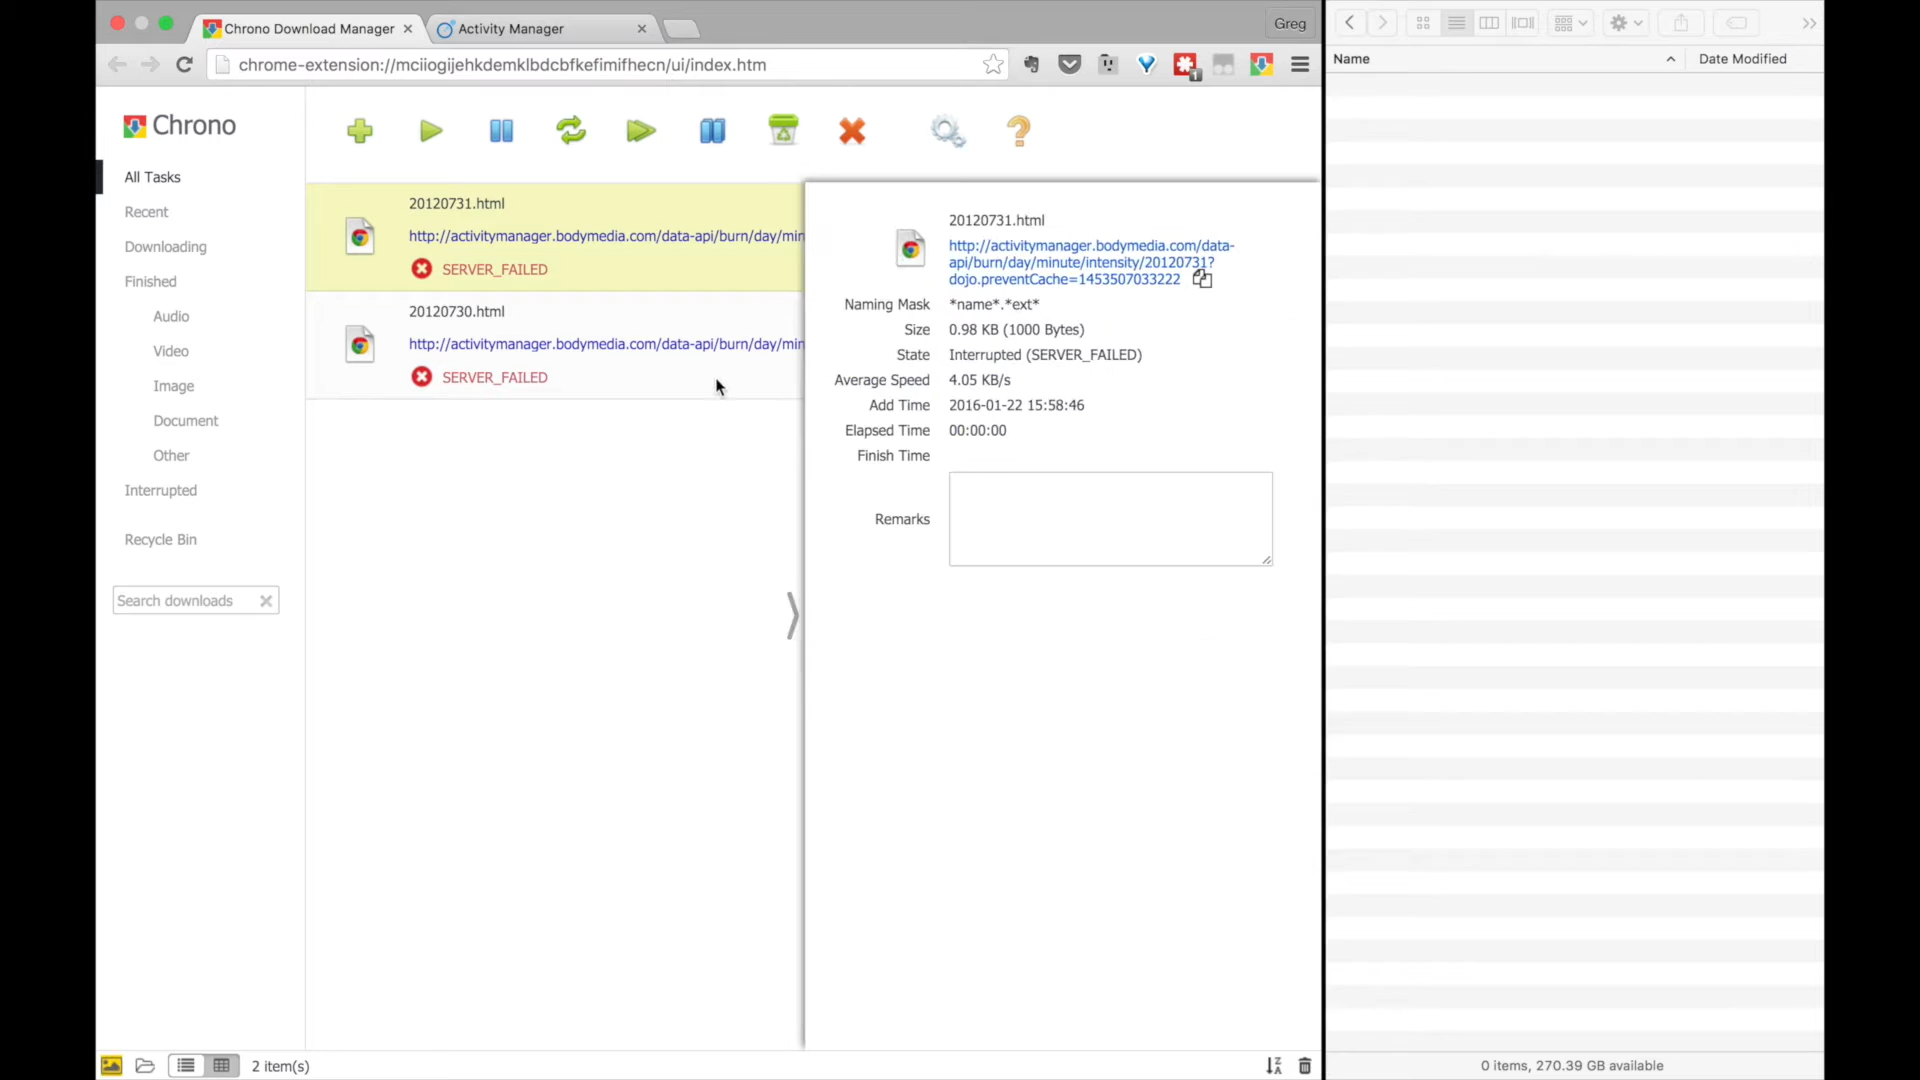 Chrono Download Manager
Activity Manager
Greg
chrome-extension://mciiogijehkdemklbdcbfkefimifhecn/ui/index.htm
1
Name
Date Modified
Chrono
All Tasks
Recent
Downloading
Finished
Audio
Video
Image
Document
Other
Interrupted
Recycle Bin
Search downloads
20120731.html
http://activitymanager.bodymedia.com/data-api/burn/day/min
SERVER_FAILED
20120730.html
http://activitymanager.bodymedia.com/data-api/burn/day/min
SERVER_FAILED
20120731.html
http://activitymanager.bodymedia.com/data-
api/burn/day/minute/intensity/20120731?
dojo.preventCache=1453507033222
Naming Mask *name*.*ext*
Size 0.98 KB (1000 Bytes)
State Interrupted (SERVER_FAILED)
Average Speed 4.05 KB/s
Add Time 2016-01-22 15:58:46
Elapsed Time 00:00:00
Finish Time
Remarks
2 item(s)
0 items, 270.39 GB available